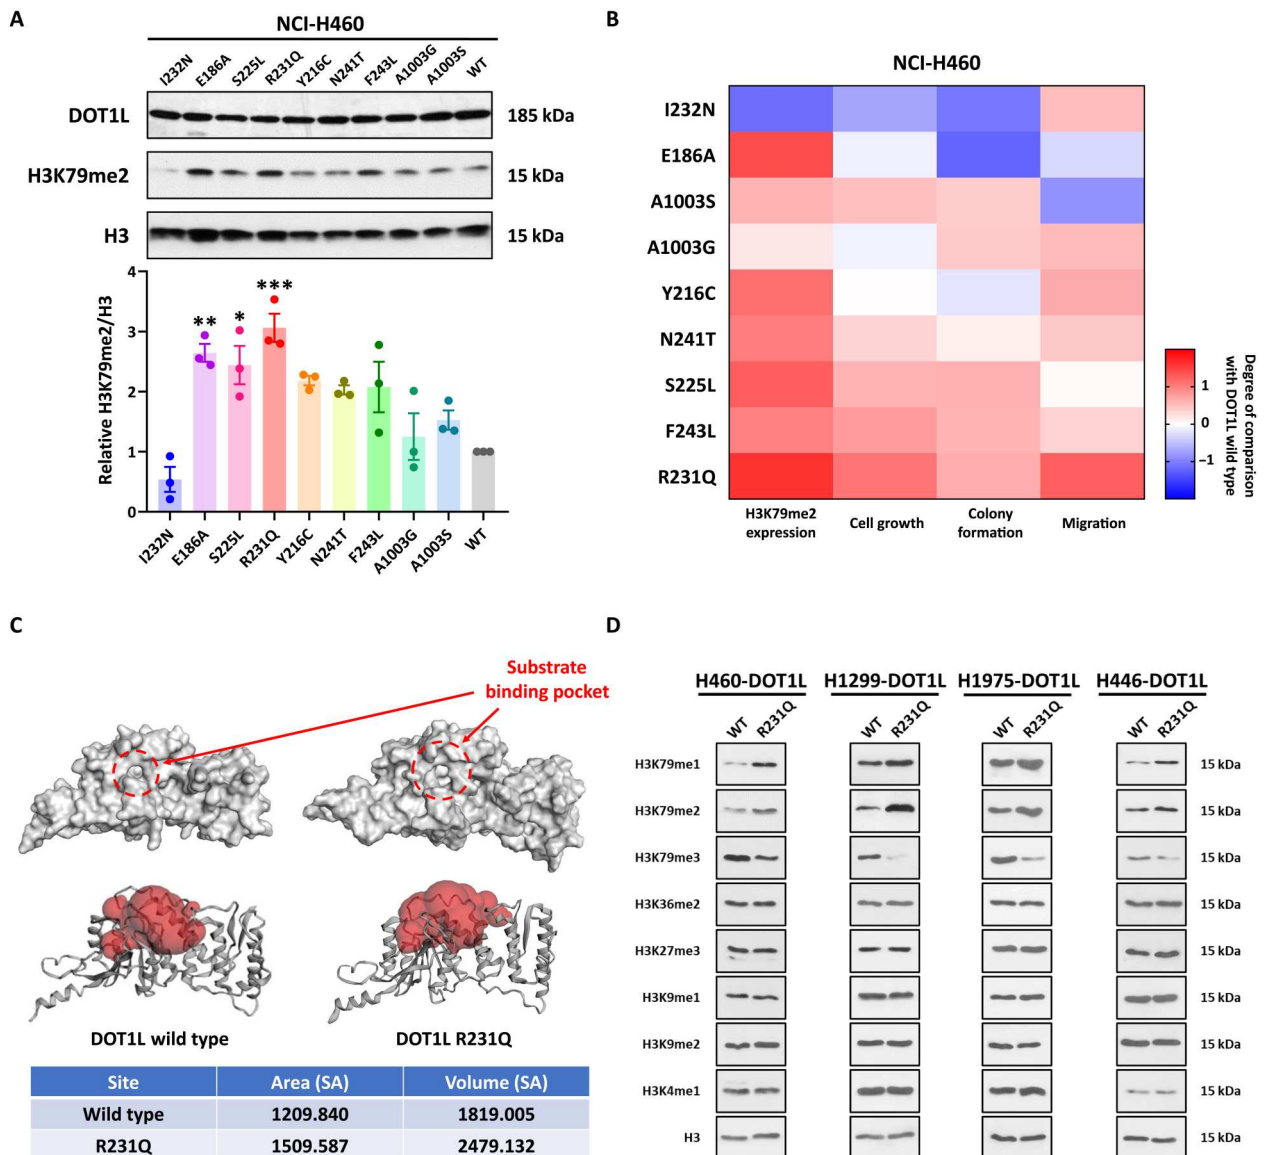 A
NCI-H460
I232N E186A S225L R231Q Y216C N241T F243L A1003G A1003S WT
DOT1L 185 kDa
H3K79me2 15 kDa
H3 15 kDa
Relative H3K79me2/H3
4
3
2
1
0
** * ***
I232N E186A S225L R231Q Y216C N241T F243L A1003G A1003S WT
B
NCI-H460
I232N
E186A
A1003S
A1003G
Y216C
N241T
S225L
F243L
R231Q
H3K79me2
expression
Cell growth
Colony
formation
Migration
1
0
−1
Degree of comparison
with DOT1L wild type
C
Substrate
binding pocket
DOT1L wild type DOT1L R231Q
Site Area (SA) Volume (SA)
Wild type 1209.840 1819.005
R231Q 1509.587 2479.132
D
H460-DOT1L H1299-DOT1L H1975-DOT1L H446-DOT1L
WT R231Q WT R231Q WT R231Q WT R231Q
H3K79me1 15 kDa
H3K79me2 15 kDa
H3K79me3 15 kDa
H3K36me2 15 kDa
H3K27me3 15 kDa
H3K9me1 15 kDa
H3K9me2 15 kDa
H3K4me1 15 kDa
H3 15 kDa